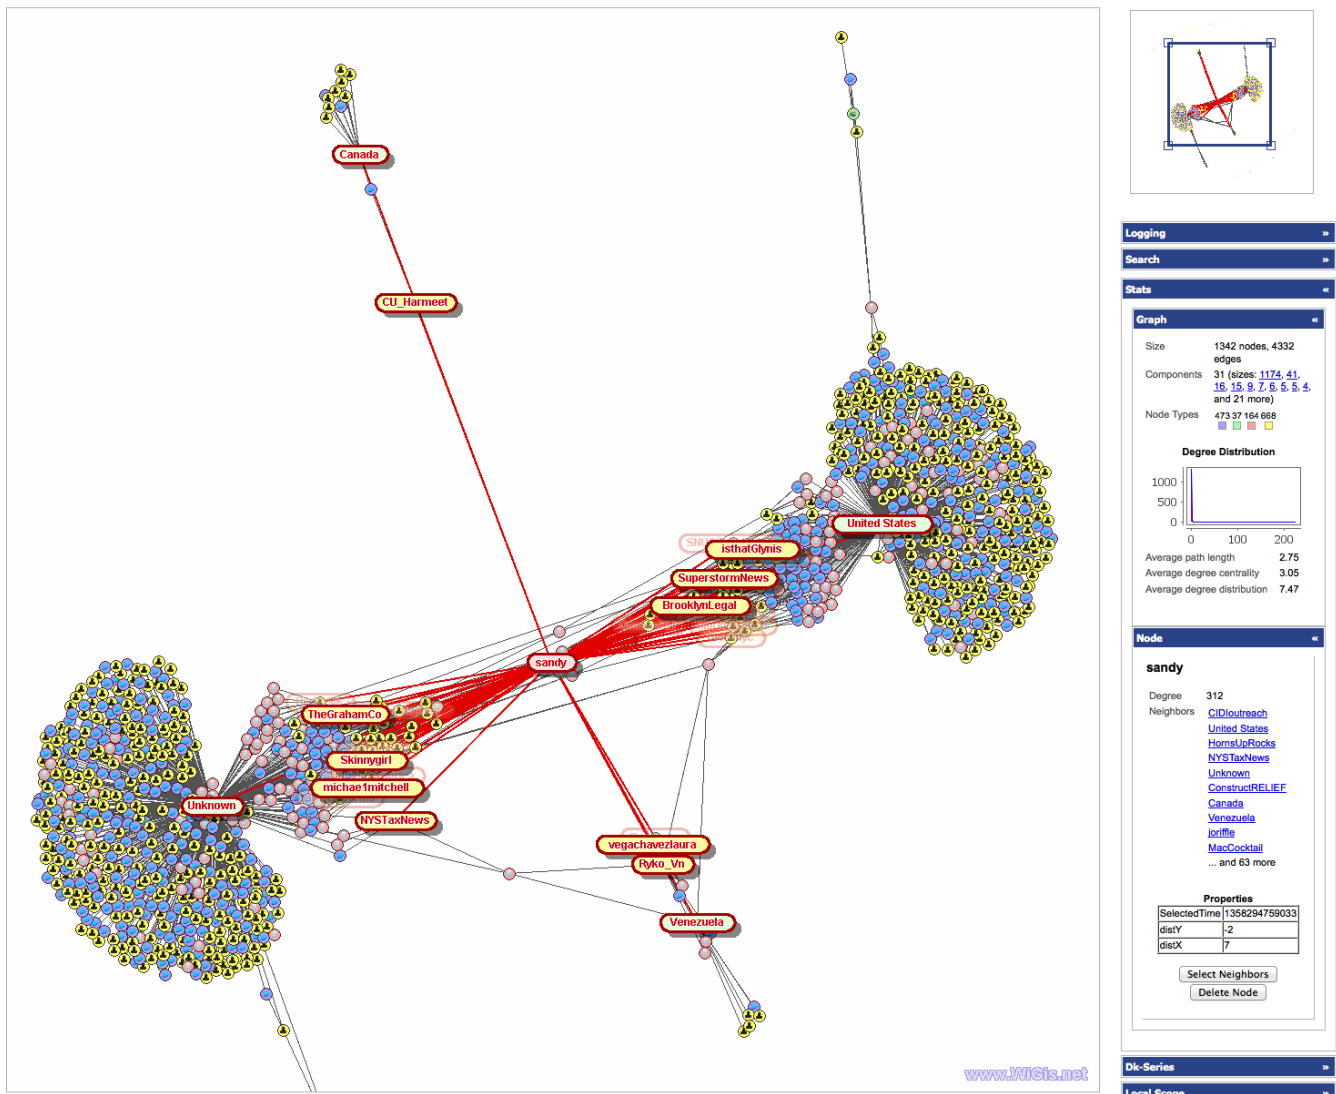 Canada
CU_Harmeet
United States
isthatGlynis
SuperstormNews
BrooklynLegal
sandy
TheGrahamCo
Skinnygirl
michae1mitchell
Unknown
NYSTaxNews
vegachavezlaura
Ryko_Vn
Venezuela
www.WiGis.net
Logging »
Search »
Stats «
Graph «
Size 1342 nodes, 4332
edges
Components 31 (sizes: 1174, 41,
16, 15, 9, 7, 6, 5, 5, 4,
and 21 more)
Node Types 473 37 164 668
Degree Distribution
1000
500
0
0 100 200
Average path length 2.75
Average degree centrality 3.05
Average degree distribution 7.47
Node «
sandy
Degree 312
Neighbors CIDIoutreach
United States
HornsUpRocks
NYSTaxNews
Unknown
ConstructRELIEF
Canada
Venezuela
joriffle
MacCocktail
... and 63 more
Properties
SelectedTime 1358294759033
distY -2
distX 7
Select Neighbors
Delete Node
Dk-Series »
Local Scope »